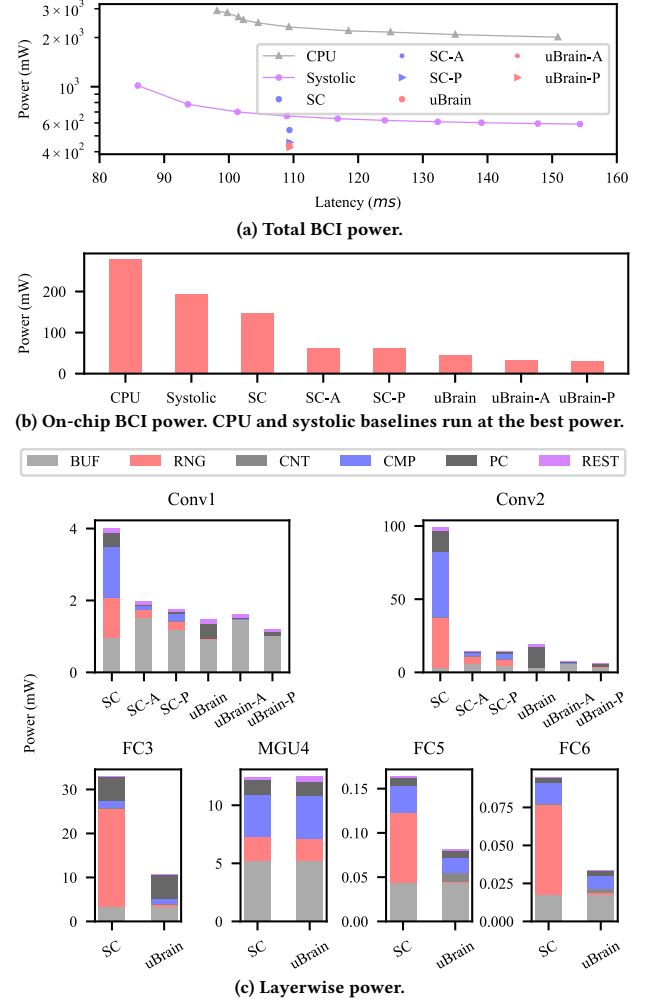 3×10³
2×10³
10³
6×10²
4×10²
Power (mW)
CPU
Systolic
SC
SC-A
SC-P
uBrain
uBrain-A
uBrain-P
80 90 100 110 120 130 140 150 160
Latency (ms)
(a) Total BCI power.
Power (mW)
200
100
0
CPU Systolic SC SC-A SC-P uBrain uBrain-A uBrain-P
(b) On-chip BCI power. CPU and systolic baselines run at the best power.
BUF RNG CNT CMP PC REST
Conv1 Conv2
4
2
0
SC SC-A SC-P uBrain uBrain-A uBrain-P
100
50
0
SC SC-A SC-P uBrain uBrain-A uBrain-P
Power (mW)
FC3 MGU4 FC5 FC6
30
20
10
0
SC uBrain
10
5
0
SC uBrain
0.15
0.10
0.05
0.00
SC uBrain
0.075
0.050
0.025
0.000
SC uBrain
(c) Layerwise power.